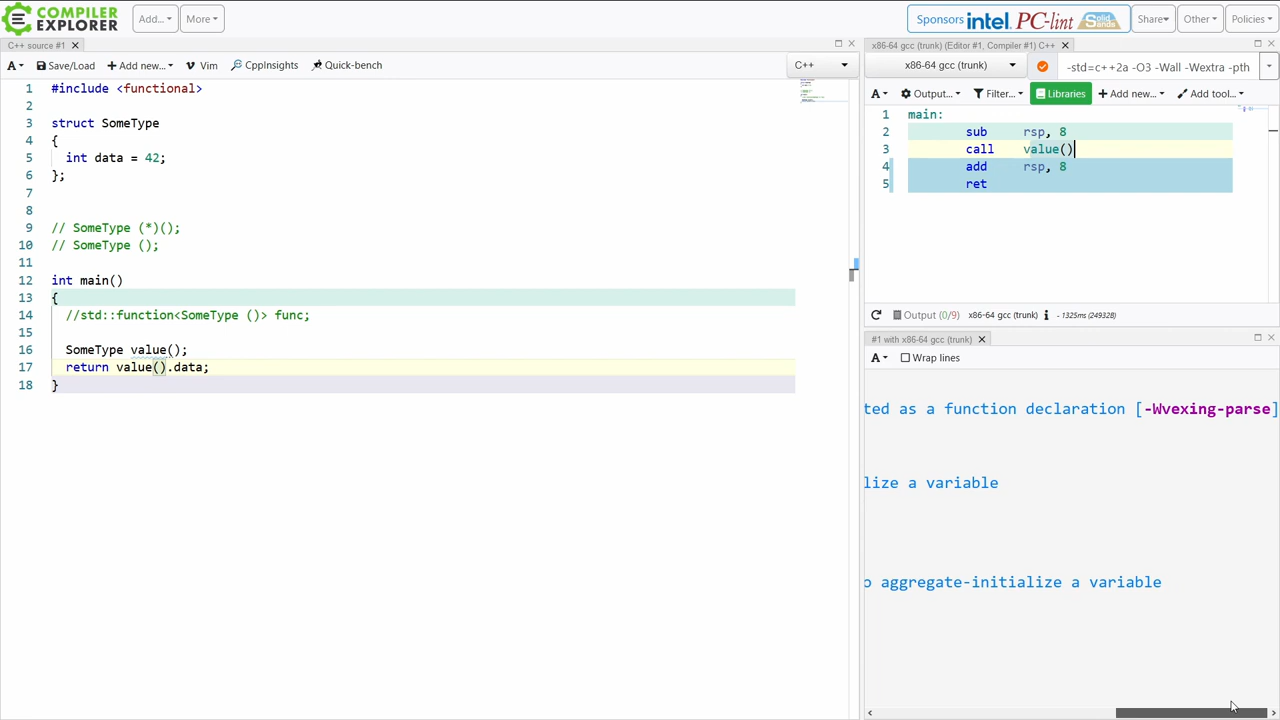 COMPILER
EXPLORER
Add...
More
Sponsors intel. PC-lint Solid Sands
Share
Other
Policies
C++ source #1
A
Save/Load
Add new...
Vim
CppInsights
Quick-bench
C++
1 #include <functional>
2
3 struct SomeType
4 {
5 int data = 42;
6 };
7
8
9 // SomeType (*)();
10 // SomeType ();
11
12 int main()
13 {
14 //std::function<SomeType ()> func;
15
16 SomeType value();
17 return value().data;
18 }
x86-64 gcc (trunk) (Editor #1, Compiler #1) C++
x86-64 gcc (trunk)
-std=c++2a -O3 -Wall -Wextra -pth
A
Output...
Filter...
Libraries
Add new...
Add tool...
1 main:
2 sub rsp, 8
3 call value()
4 add rsp, 8
5 ret
Output (0/9) x86-64 gcc (trunk) i - 1325ms (24932B)
#1 with x86-64 gcc (trunk)
A
Wrap lines
ted as a function declaration [-Wvexing-parse]
lize a variable
o aggregate-initialize a variable